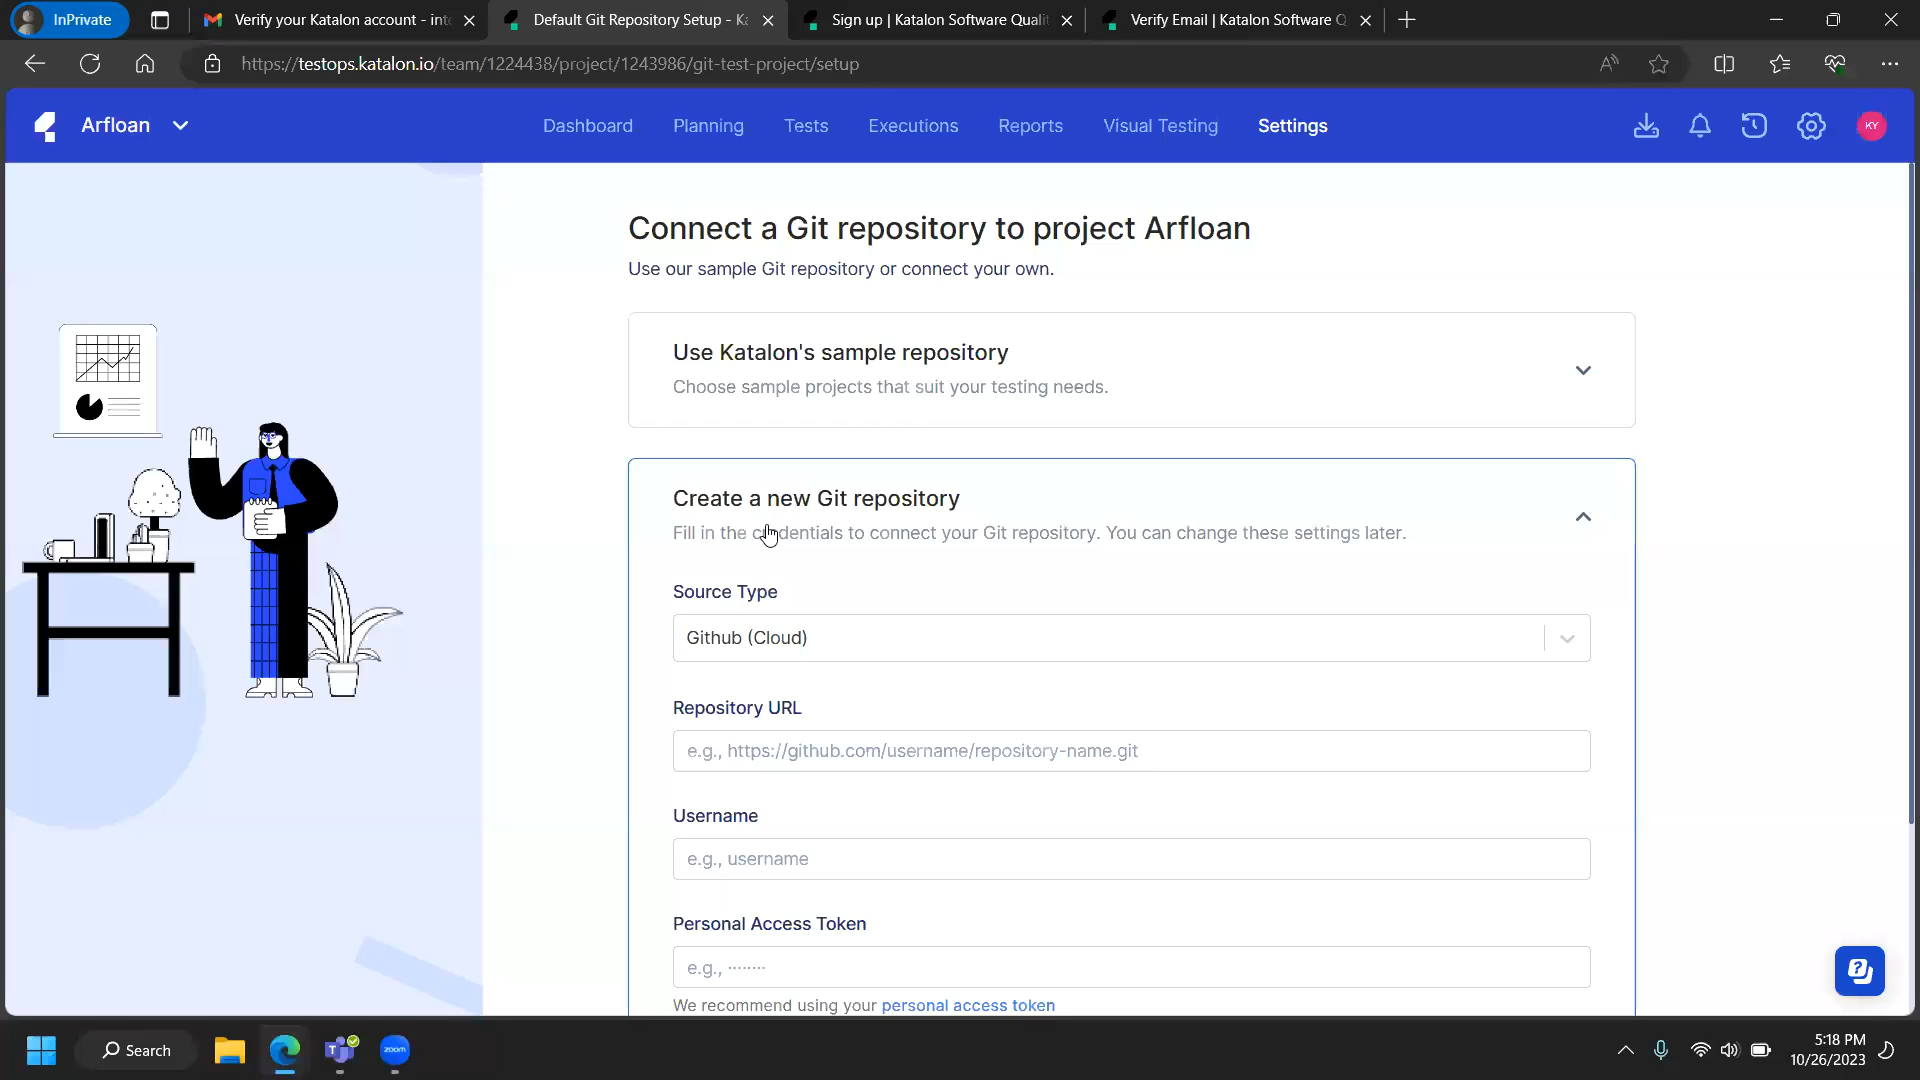 InPrivate
Verify your Katalon account - int
Default Git Repository Setup - Ka
Sign up | Katalon Software Quali
Verify Email | Katalon Software Q
https://testops.katalon.io/team/1224438/project/1243986/git-test-project/setup
Arfloan
Dashboard
Planning
Tests
Executions
Reports
Visual Testing
Settings
KY
Connect a Git repository to project Arfloan
Use our sample Git repository or connect your own.
Use Katalon's sample repository
Choose sample projects that suit your testing needs.
Create a new Git repository
Fill in the credentials to connect your Git repository. You can change these settings later.
Source Type
Github (Cloud)
Repository URL
e.g., https://github.com/username/repository-name.git
Username
e.g., username
Personal Access Token
e.g., ········
We recommend using your personal access token
Search
zoom
5:18 PM
10/26/2023